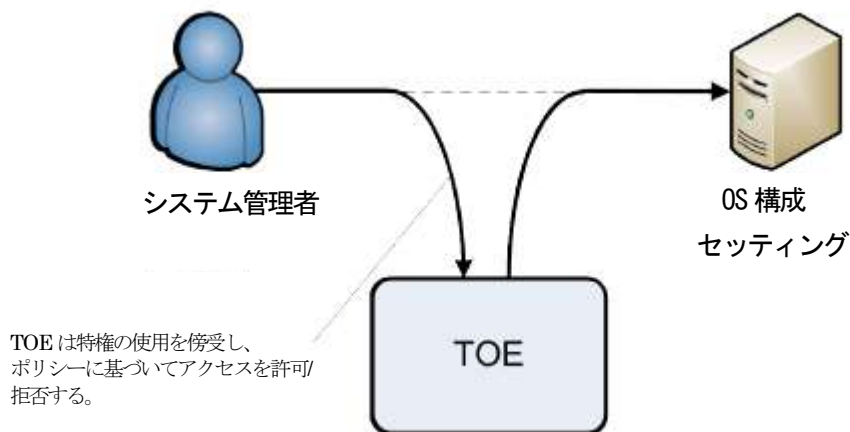 システム管理者
OS 構成
セッティング
TOE は特権の使用を傍受し、
ポリシーに基づいてアクセスを許可/
拒否する。
TOE